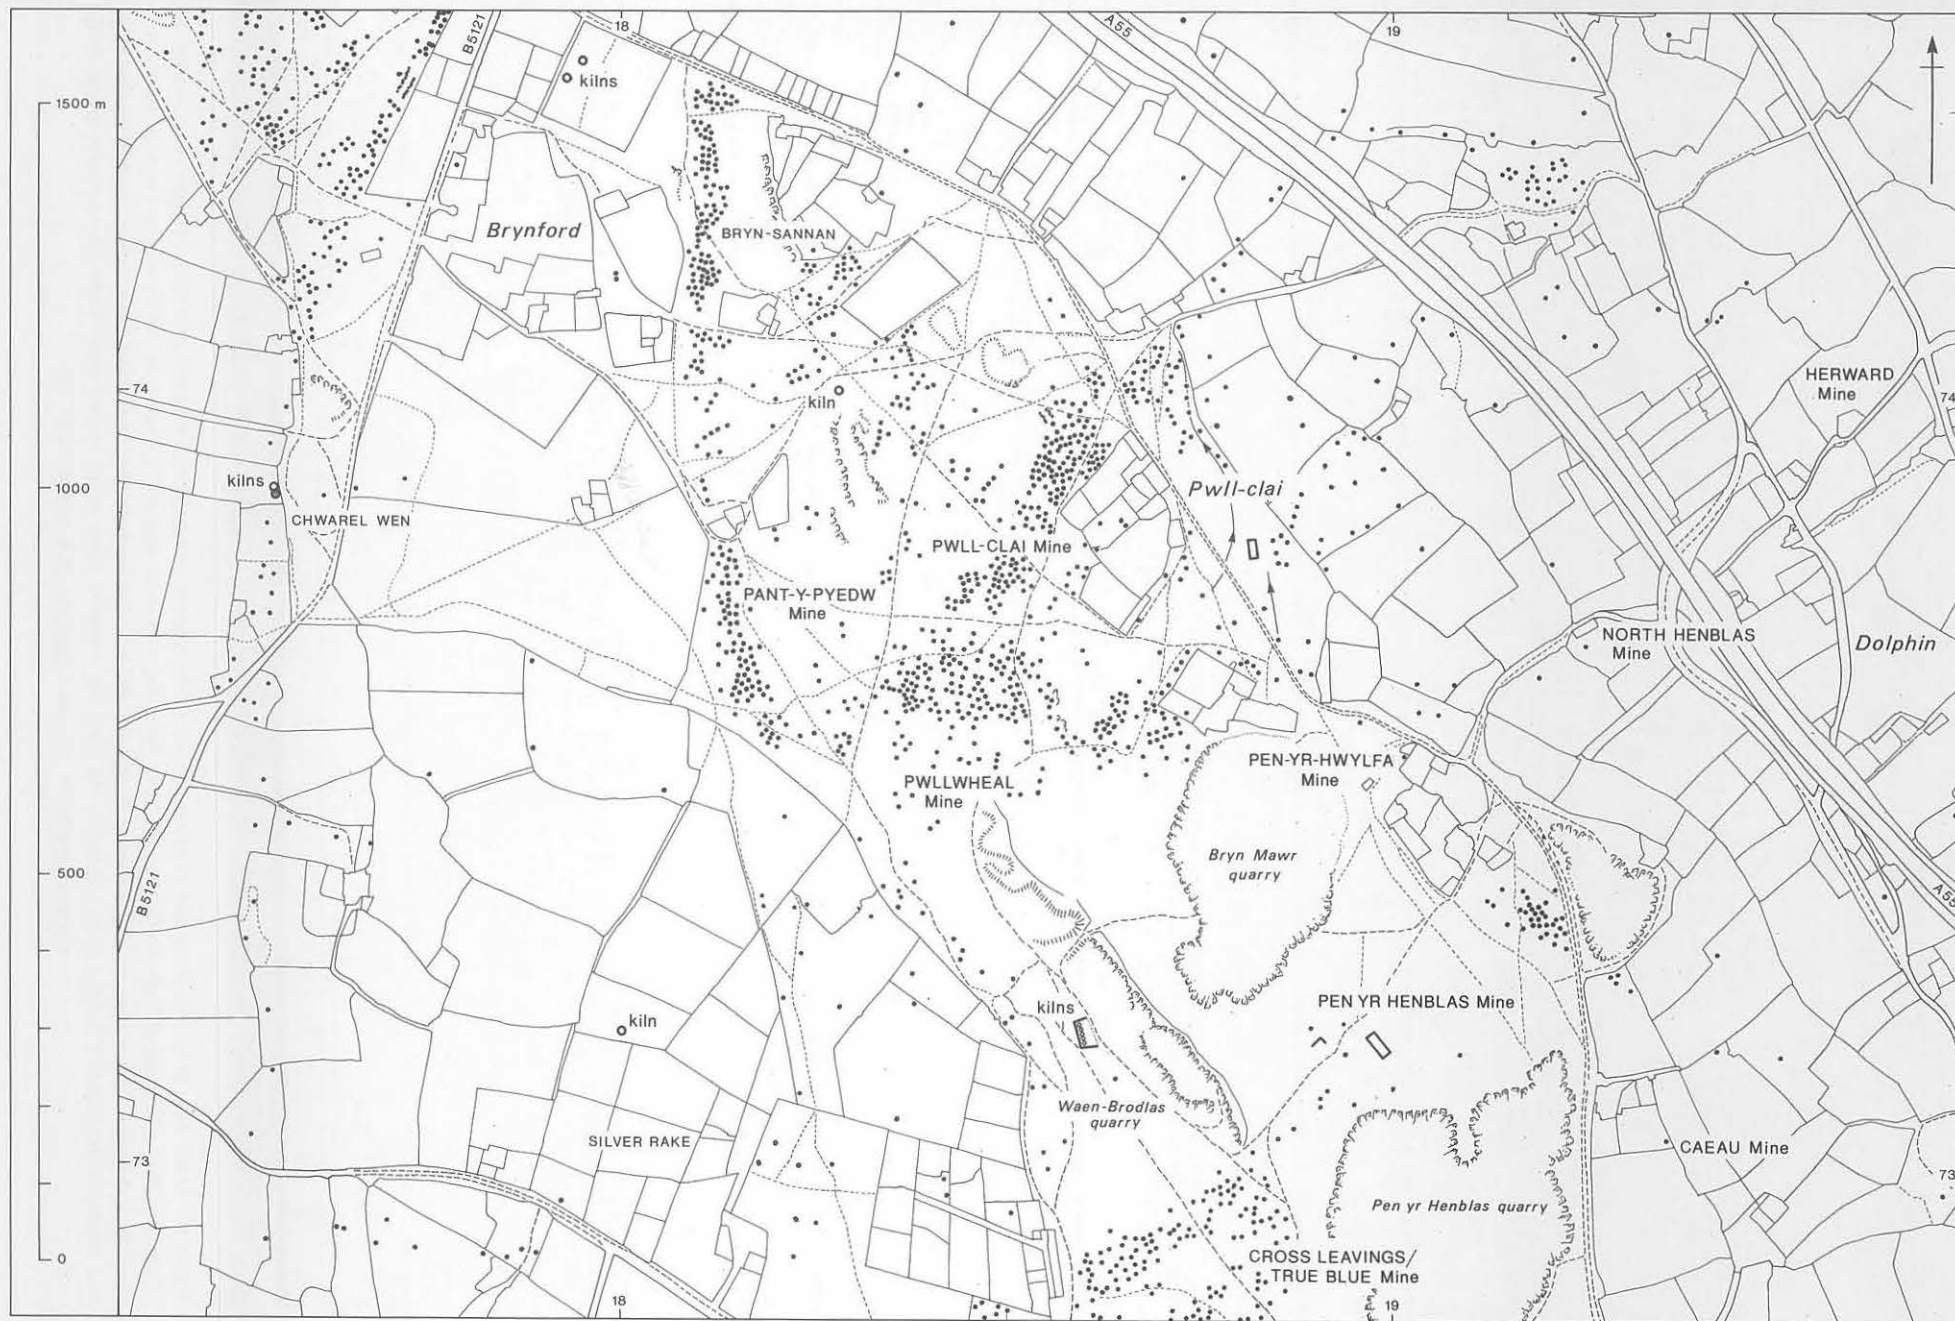 18
19
A55
B5121
kilns
1500 m
Brynford
BRYN-SANNAN
74
kiln
HERWARD
Mine
74
kilns
1000
Pwll-clai
CHWAREL WEN
PWLL-CLAI Mine
PANT-Y-PYEDW
Mine
NORTH HENBLAS
Mine
Dolphin
PEN-YR-HWYLFA
Mine
PWLLWHEAL
Mine
Bryn Mawr
quarry
500
B5121
A55
PEN YR HENBLAS Mine
kilns
kiln
Waen-Brodlas
quarry
SILVER RAKE
CAEAU Mine
73
73
Pen yr Henblas quarry
CROSS LEAVINGS/
TRUE BLUE Mine
0
18
19